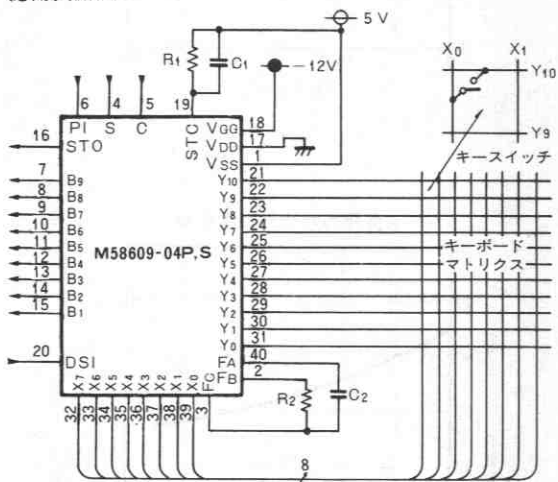 5 V
R1
C1
−12V
X0
X1
Y10
Y9
キースイッチ
6
4
5
19
PI
S
C
STC
16
STO
VGG
18
VDD
17
VSS
1
7
B9
8
B8
9
B7
10
B6
11
B5
12
B4
13
B3
14
B2
15
B1
M58609-04P,S
Y10
21
Y9
22
Y8
23
Y7
24
Y6
25
Y5
26
Y4
27
Y3
28
Y2
29
Y1
30
Y0
31
キーボード
マトリクス
20
DSI
FA
40
FB
2
FC
3
X7
X6
X5
X4
X3
X2
X1
X0
32
33
34
35
36
37
38
39
R2
C2
8